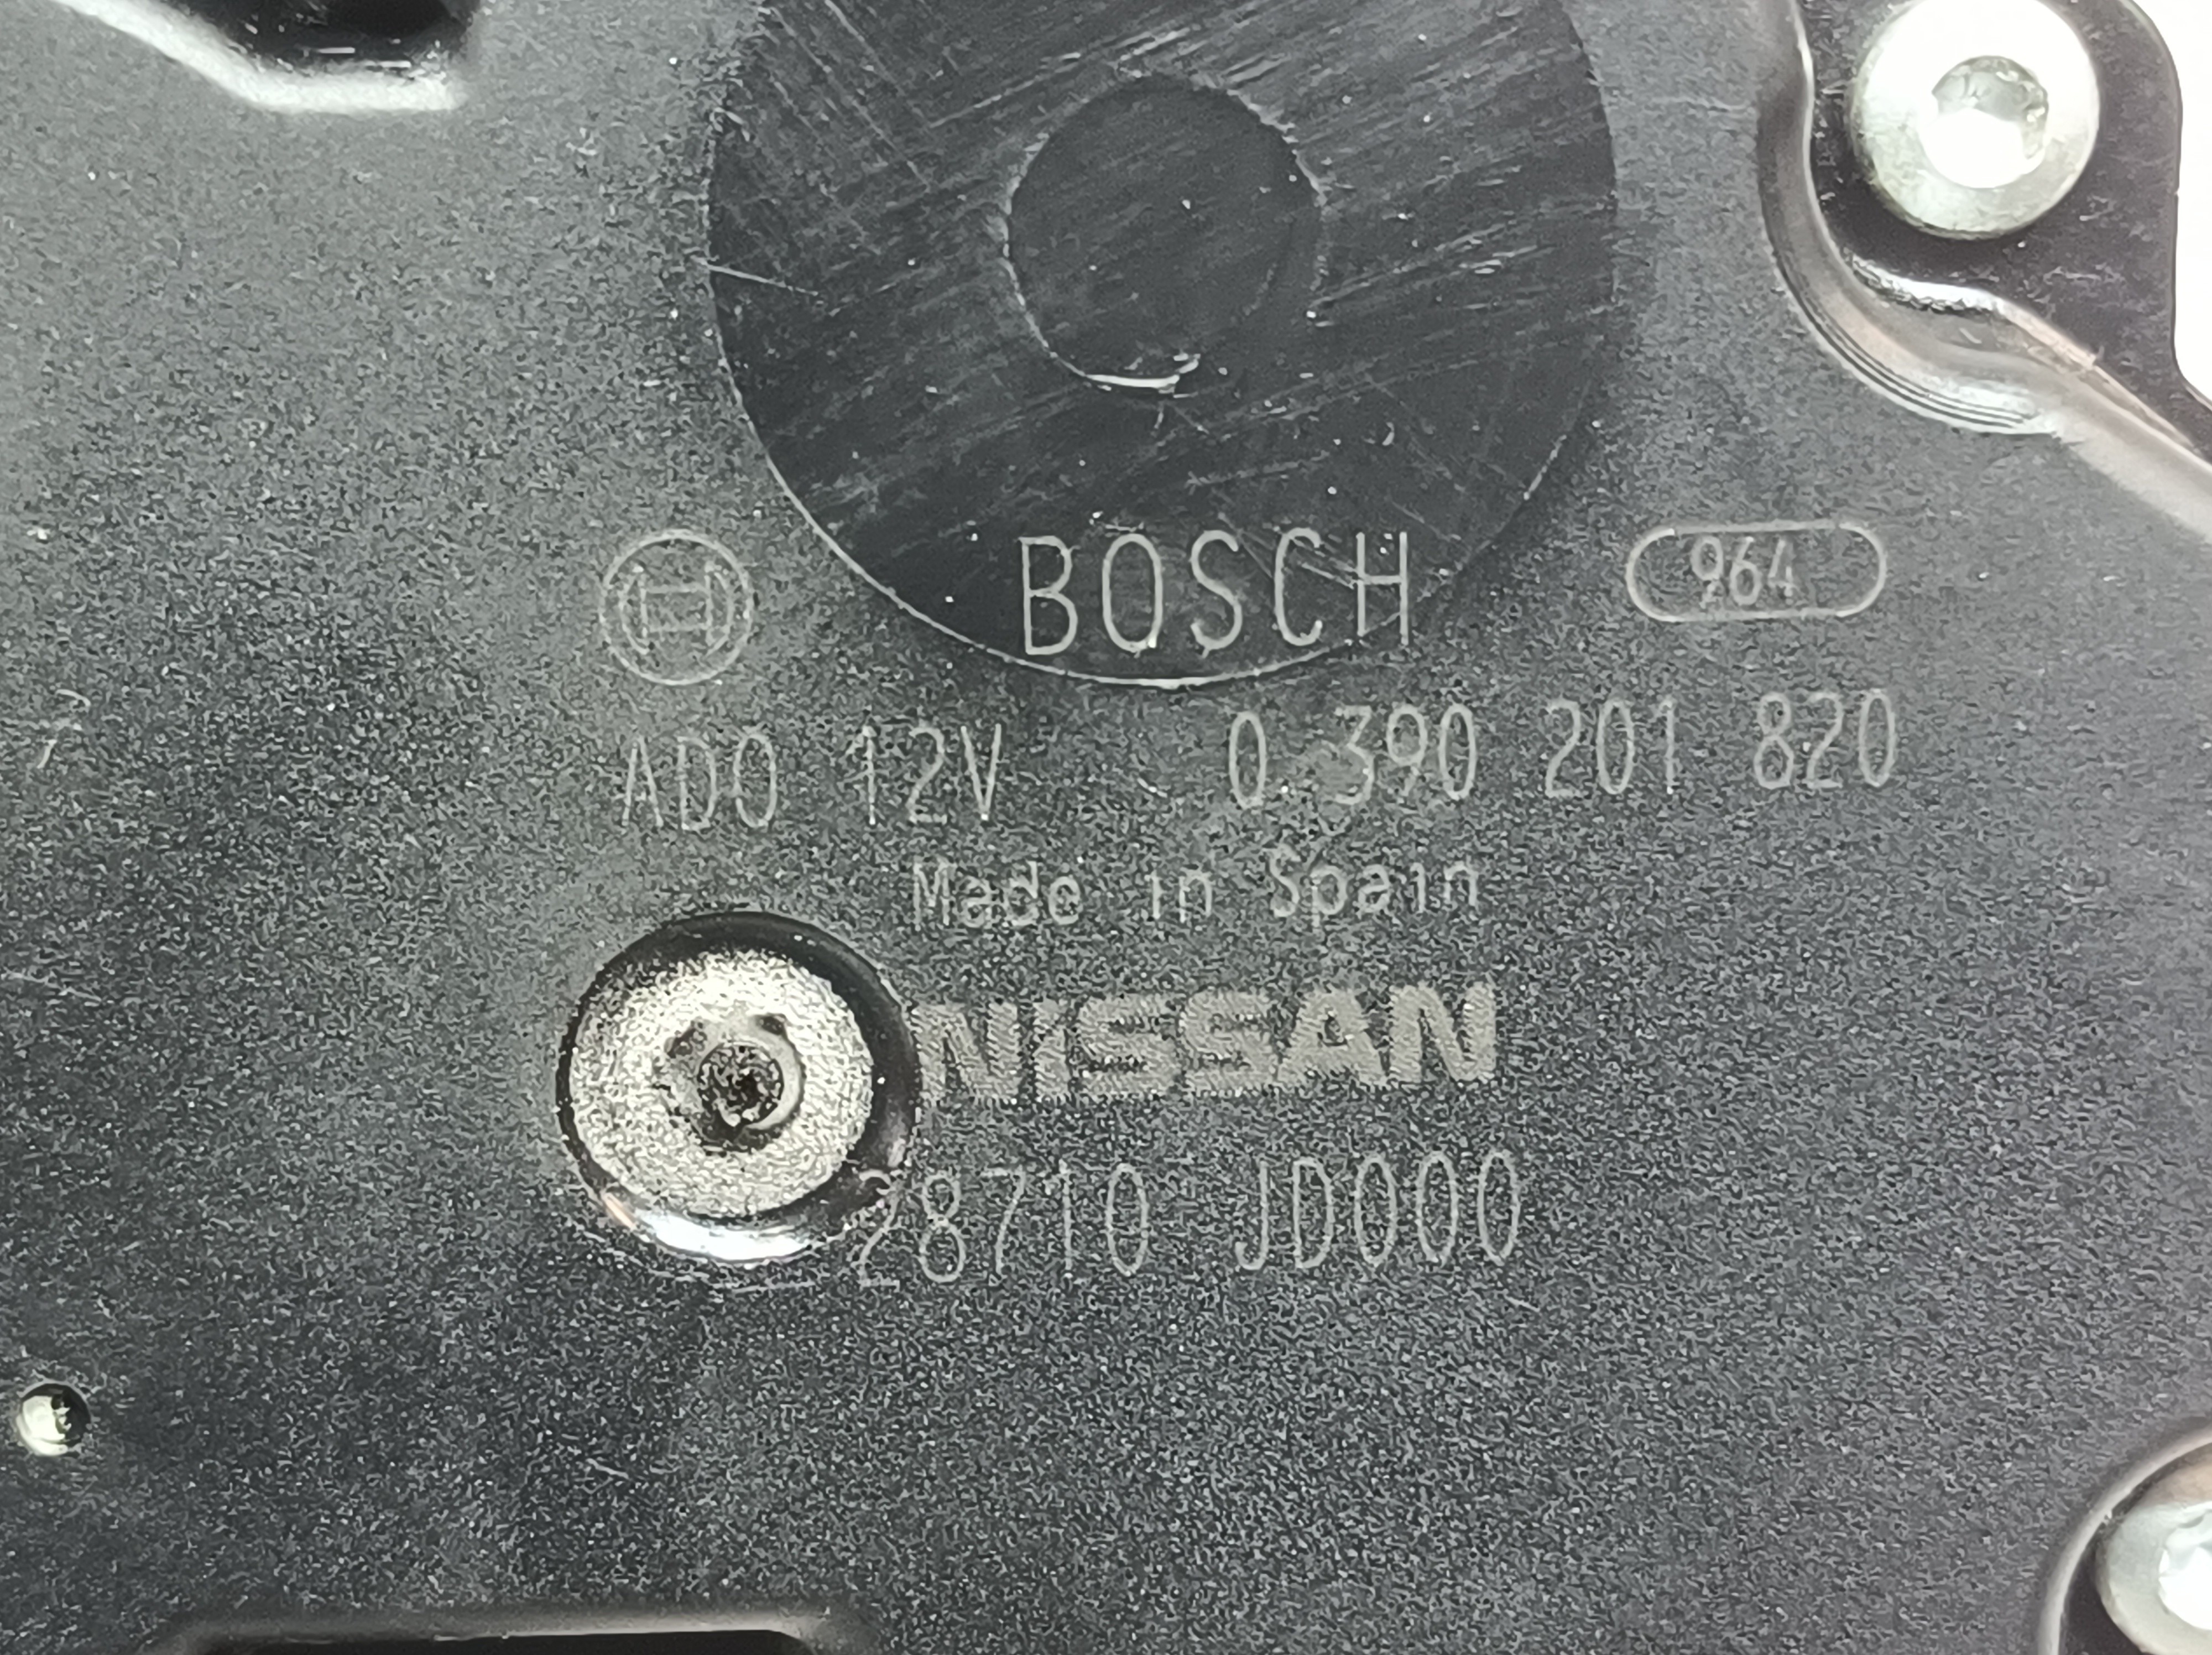 BOSCH 964
ADO 12V 0 390 201 820
Made in Spain
NISSAN
28710 JD000